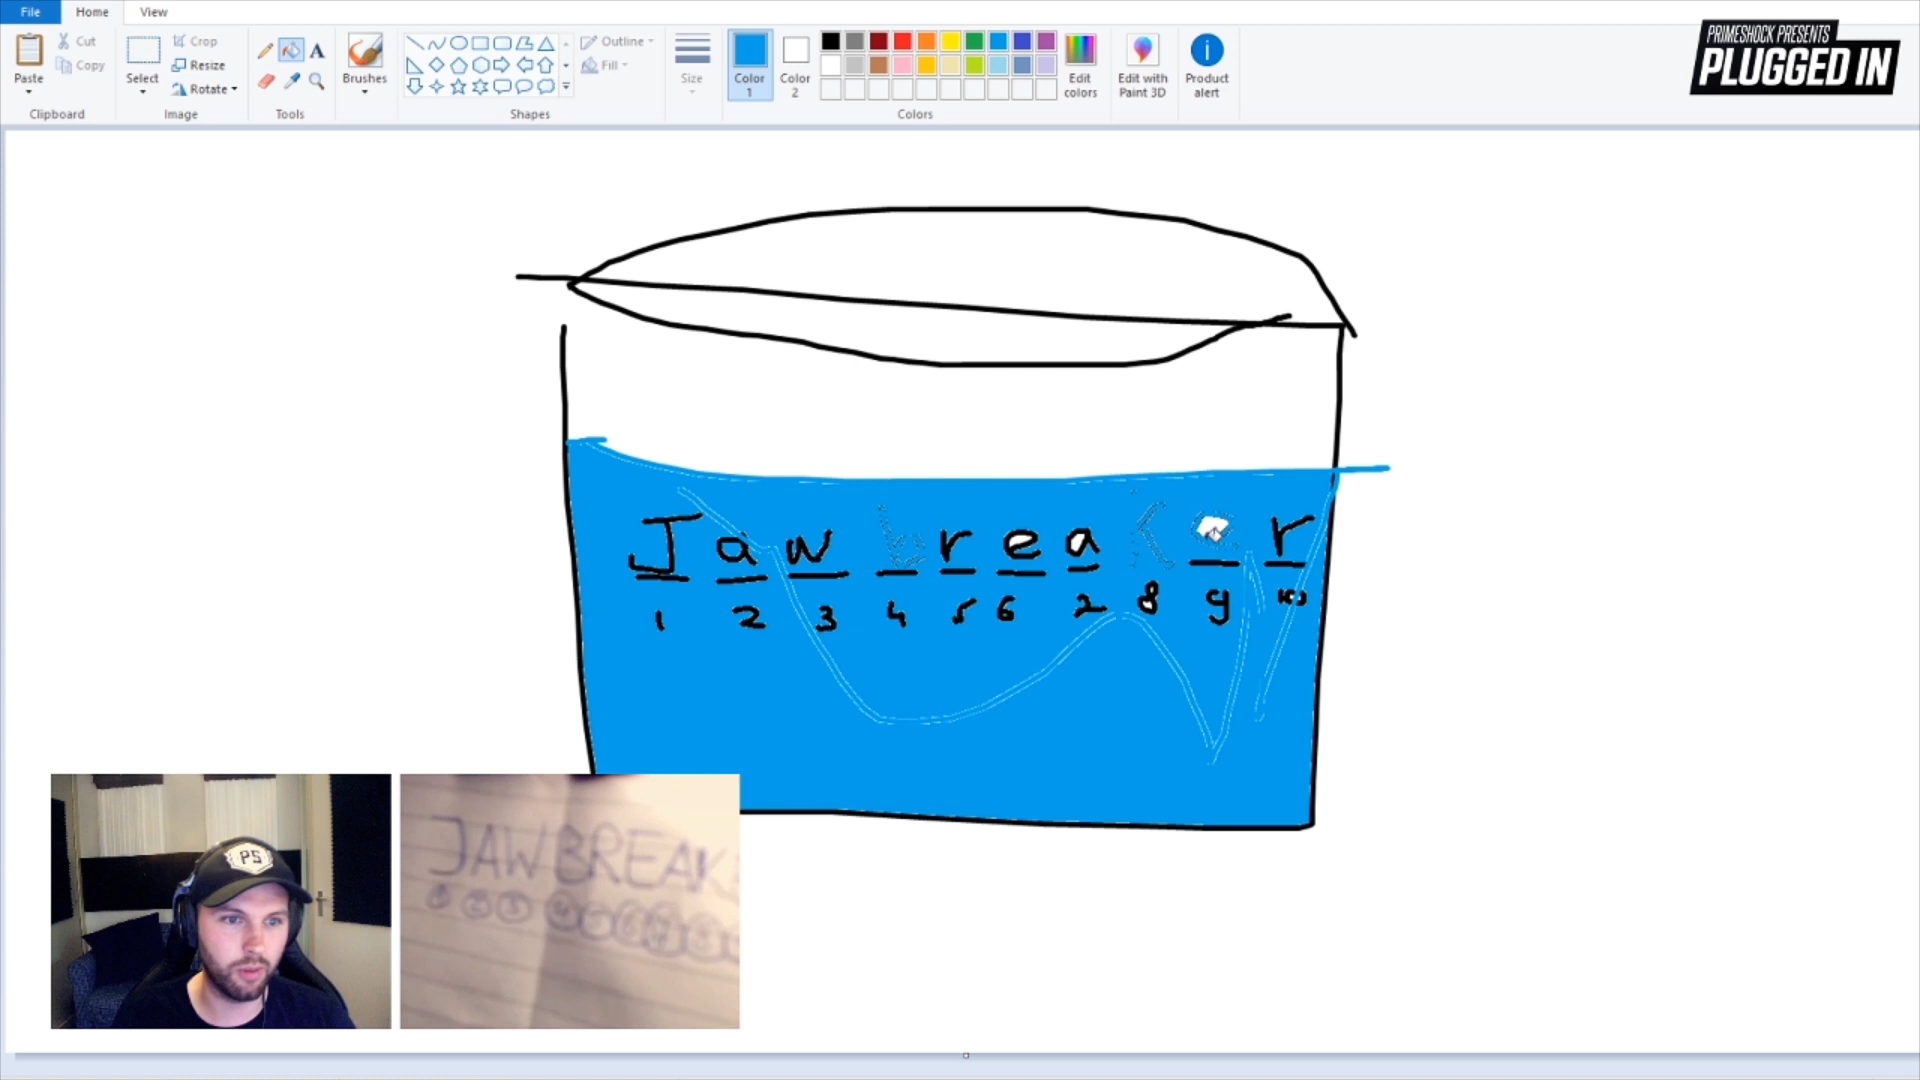 File Home View
PRIMESHOCK PRESENTS
PLUGGED IN
Cut
Copy
Paste
Clipboard
Crop
Resize
Rotate
Select
Image
A
Tools
Brushes
Shapes
Outline
Fill
Size
Color 1
Color 2
Edit colors
Colors
Edit with Paint 3D
Product alert
Jaw breaker
1 2 3 4 5 6 7 8 9 10
PS
JAWBREAK